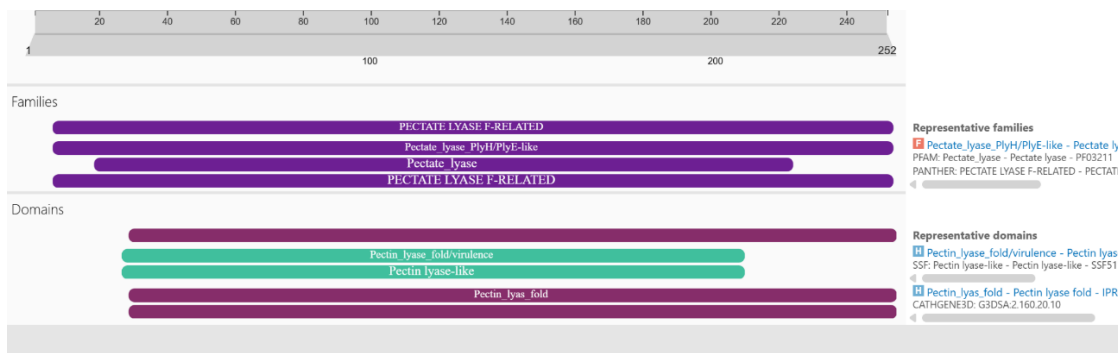 20 40 60 80 100 120 140 160 180 200 220 240
1 252
100 200
Families
PECTATE LYASE F-RELATED
Representative families
Pectate_lyase_PlyH/PlyE-like
F Pectate_lyase_PlyH/PlyE-like - Pectate ly
Pectate_lyase
PFAM: Pectate_lyase - Pectate lyase - PF03211
PECTATE LYASE F-RELATED
PANTHER: PECTATE LYASE F-RELATED - PECTATE
Domains
Representative domains
Pectin_lyase_fold/virulence
H Pectin_lyase_fold/virulence - Pectin lyas
Pectin lyase-like
SSF: Pectin lyase-like - Pectin lyase-like - SSF51
Pectin_lyas_fold
H Pectin_lyas_fold - Pectin lyase fold - IPR
CATHGENE3D: G3DSA:2.160.20.10